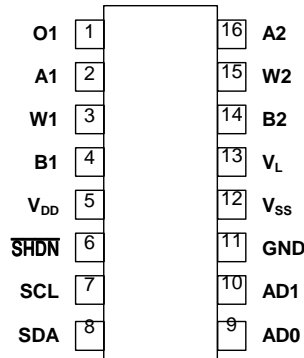 O1 1 16 A2
A1 2 15 W2
W1 3 14 B2
B1 4 13 VL
VDD 5 12 VSS
SHDN 6 11 GND
SCL 7 10 AD1
SDA 8 9 AD0